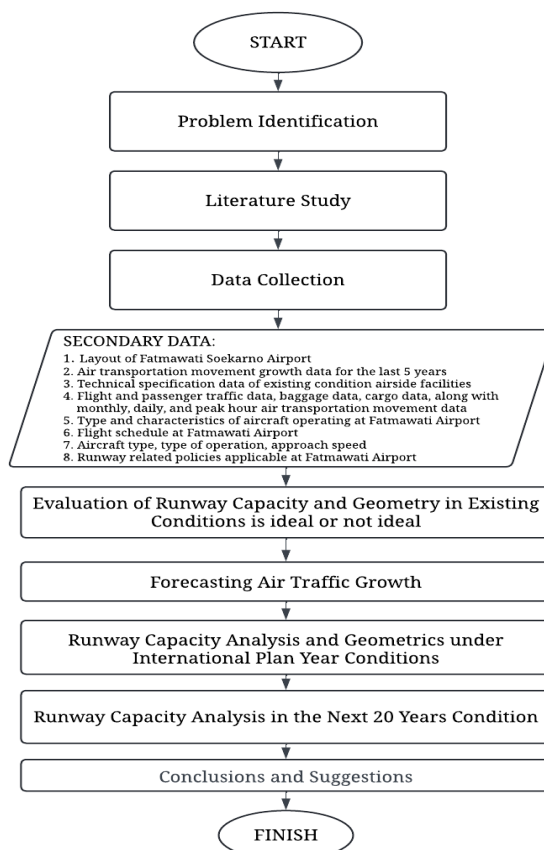 START
Problem Identification
Literature Study
Data Collection
SECONDARY DATA:
1. Layout of Fatmawati Soekarno Airport
2. Air transportation movement growth data for the last 5 years
3. Technical specification data of existing condition airside facilities
4. Flight and passenger traffic data, baggage data, cargo data, along with
monthly, daily, and peak hour air transportation movement data
5. Type and characteristics of aircraft operating at Fatmawati Airport
6. Flight schedule at Fatmawati Airport
7. Aircraft type, type of operation, approach speed
8. Runway related policies applicable at Fatmawati Airport
Evaluation of Runway Capacity and Geometry in Existing
Conditions is ideal or not ideal
Forecasting Air Traffic Growth
Runway Capacity Analysis and Geometrics under
International Plan Year Conditions
Runway Capacity Analysis in the Next 20 Years Condition
Conclusions and Suggestions
FINISH